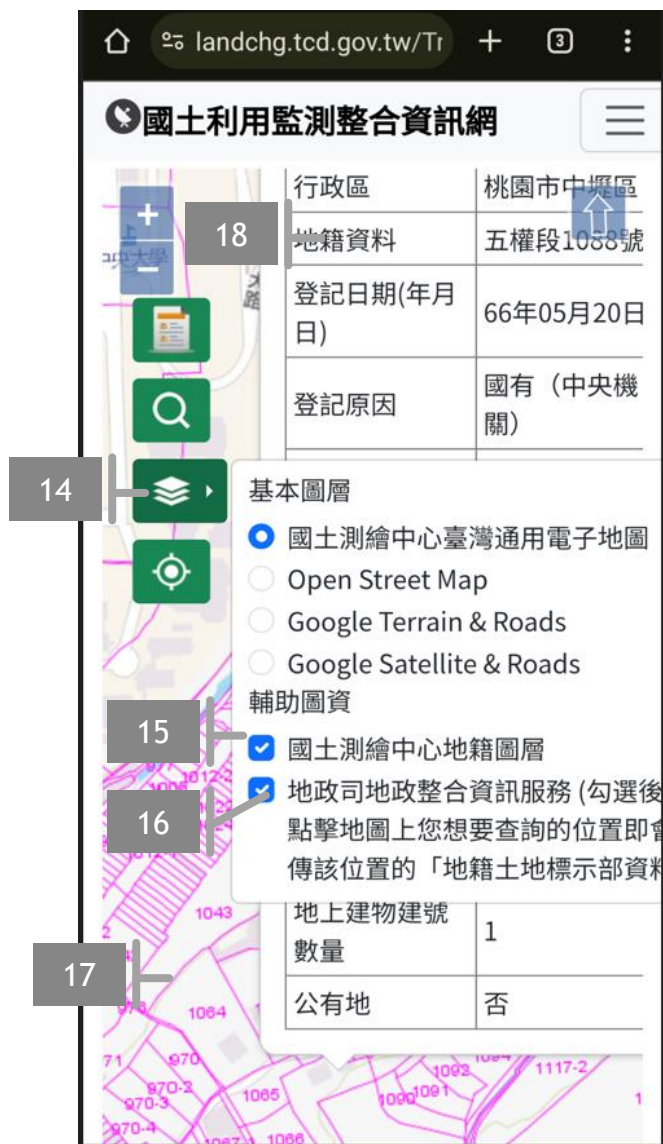 landchg.tcd.gov.tw/Tr
3
國土利用監測整合資訊網
行政區 桃園市中壢區
18
地籍資料 五權段1088號
登記日期(年月
日)
66年05月20日
登記原因
國有（中央機
關）
14
基本圖層
國土測繪中心臺灣通用電子地圖
Open Street Map
Google Terrain & Roads
Google Satellite & Roads
輔助圖資
15
國土測繪中心地籍圖層
16
地政司地政整合資訊服務 (勾選後
點擊地圖上您想要查詢的位置即會
傳該位置的「地籍土地標示部資料
地上建物建號
數量
1
公有地 否
17
1043
1064
970
970-2
970-3
970-4
1065
1066
1090
1091
1092
1094
1117-2